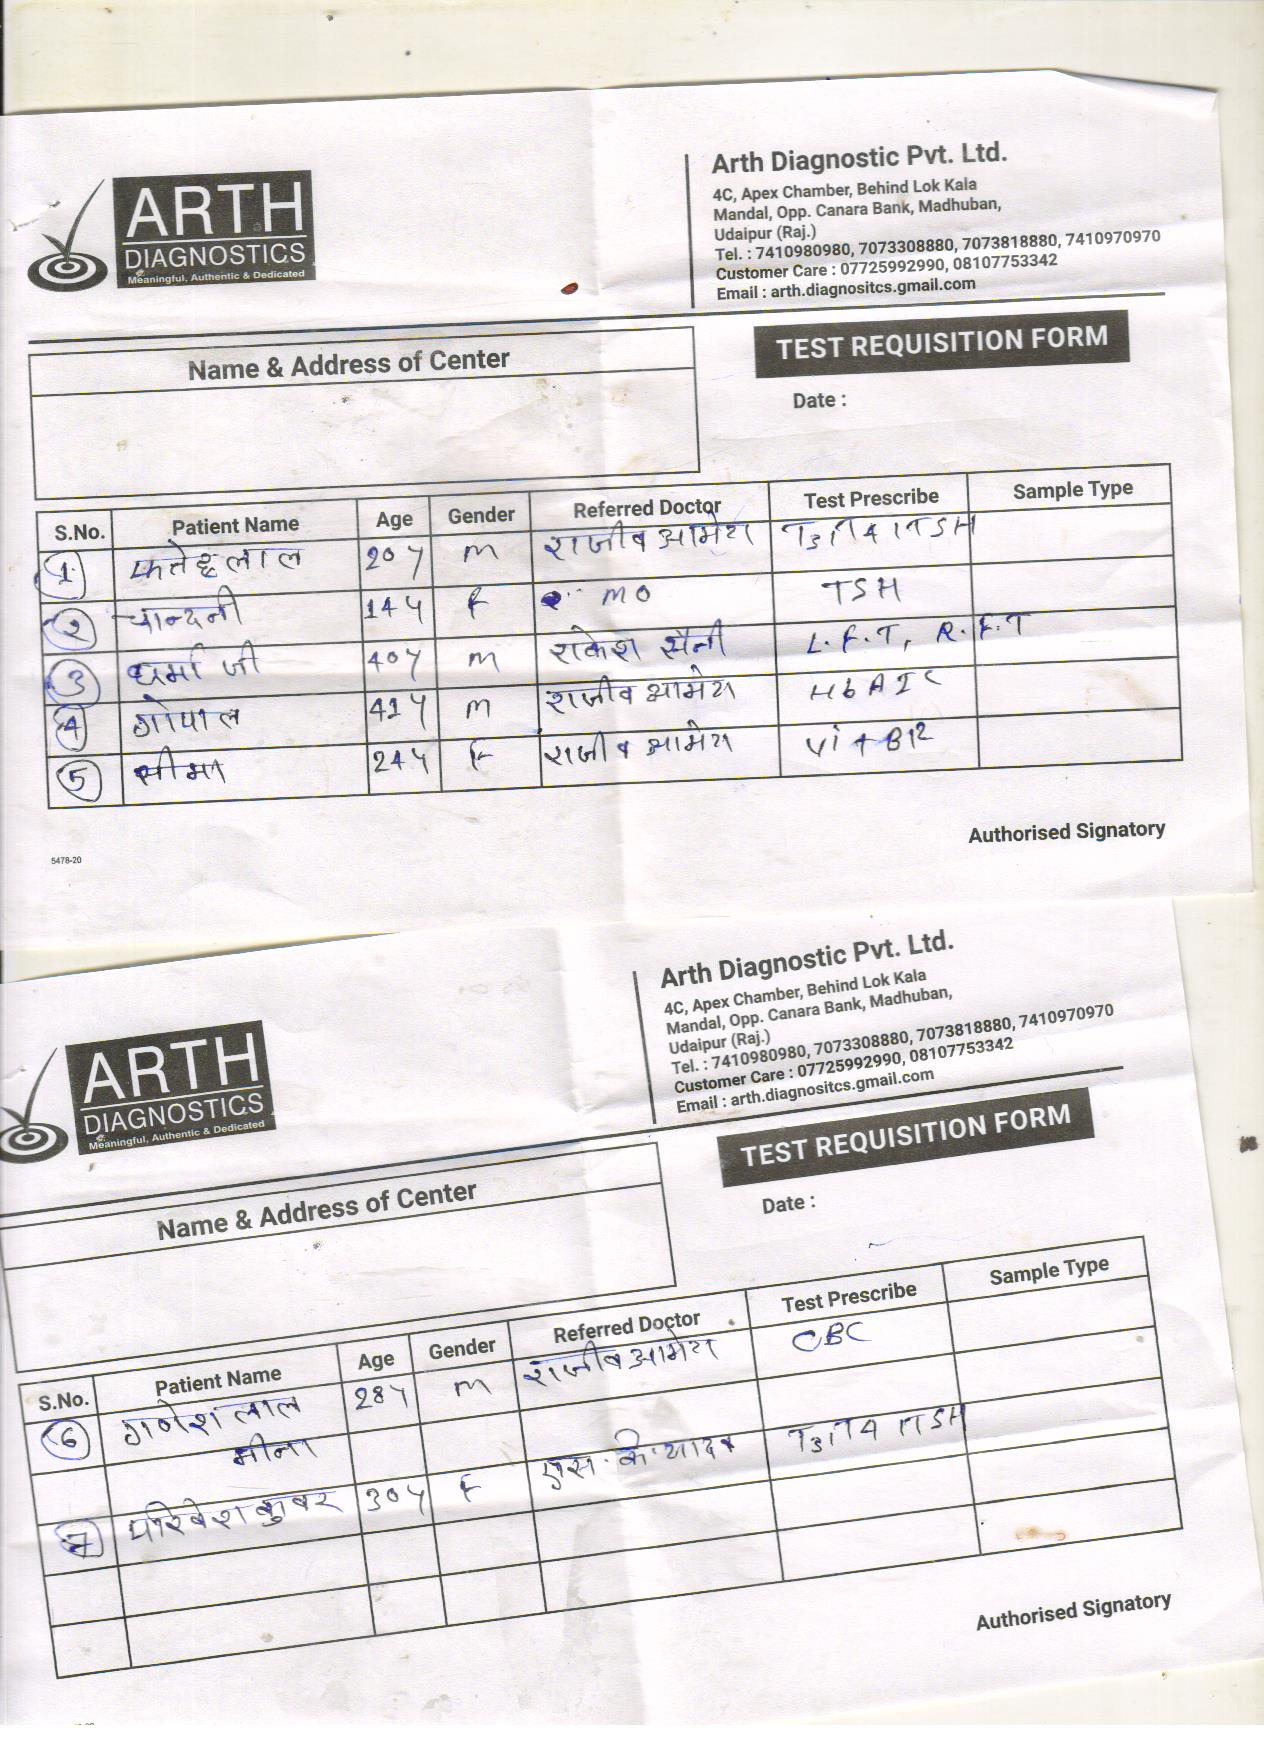 ARTH
DIAGNOSTICS
Meaningful, Authentic & Dedicated
Arth Diagnostic Pvt. Ltd.
4C, Apex Chamber, Behind Lok Kala
Mandal, Opp. Canara Bank, Madhuban,
Udaipur (Raj.)
Tel. : 7410980980, 7073308880, 7073818880, 7410970970
Customer Care : 07725992990, 08107753342
Email : arth.diagnositcs.gmail.com
Name & Address of Center
TEST REQUISITION FORM
Date :
S.No. Patient Name Age Gender Referred Doctor Test Prescribe Sample Type
1 फतेहलाल 20y M राजीव आमेटा T3,T4,TSH
2 चान्दनी 14y F MO TSH
3 धर्मा जी 40y M राकेश सैनी L.F.T, R.F.T
4 गोपाल 41y M राजीव आमेटा HbA1C
5 सीमा 24y F राजीव आमेटा Vit B12
Authorised Signatory
5478-20
ARTH
DIAGNOSTICS
Meaningful, Authentic & Dedicated
Arth Diagnostic Pvt. Ltd.
4C, Apex Chamber, Behind Lok Kala
Mandal, Opp. Canara Bank, Madhuban,
Udaipur (Raj.)
Tel. : 7410980980, 7073308880, 7073818880, 7410970970
Customer Care : 07725992990, 08107753342
Email : arth.diagnositcs.gmail.com
Name & Address of Center
TEST REQUISITION FORM
Date :
S.No. Patient Name Age Gender Referred Doctor Test Prescribe Sample Type
6 गणेश लाल 28y M राजीव आमेटा CBC
मीना
7 परिवेश कुवर 30y F एस. के. यादव T3,T4,TSH
Authorised Signatory